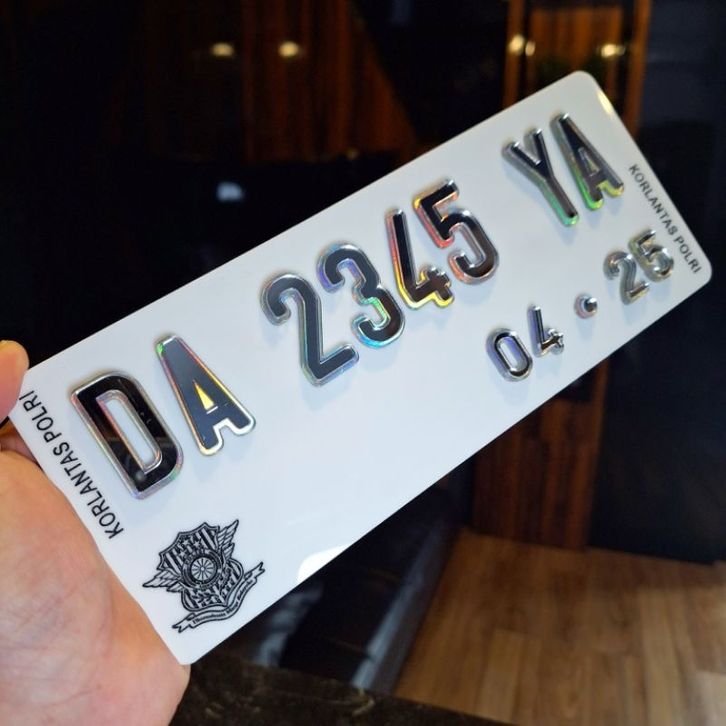 DA 2345 YA
04 · 25
KORLANTAS POLRI
KORLANTAS POLRI